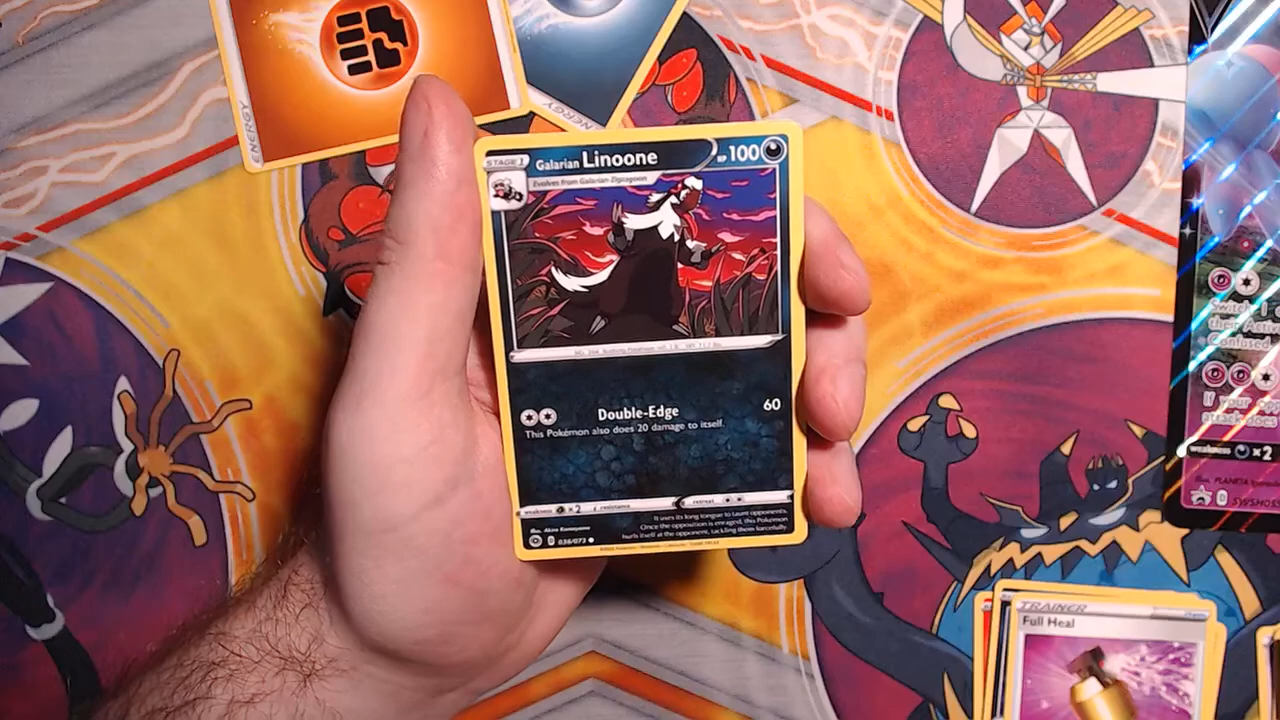 ENERGY
ENERGY
STAGE 1
Galarian Linoone
HP 100
Evolves from Galarian Zigzagoon
Double-Edge
60
This Pokémon also does 20 damage to itself.
weakness
×2
resistance
retreat
It uses its long tongue to taunt opponents.
Once the opposition is enraged, this Pokémon
hurls itself at the opponent, tackling them forcefully.
Illus. Akira Komayama
D
036/073
Switch
their Active
Confused
If your opp
attack does
weakness
×2
Illus. PLANETA
D
SWSH0
TRAINER
Full Heal